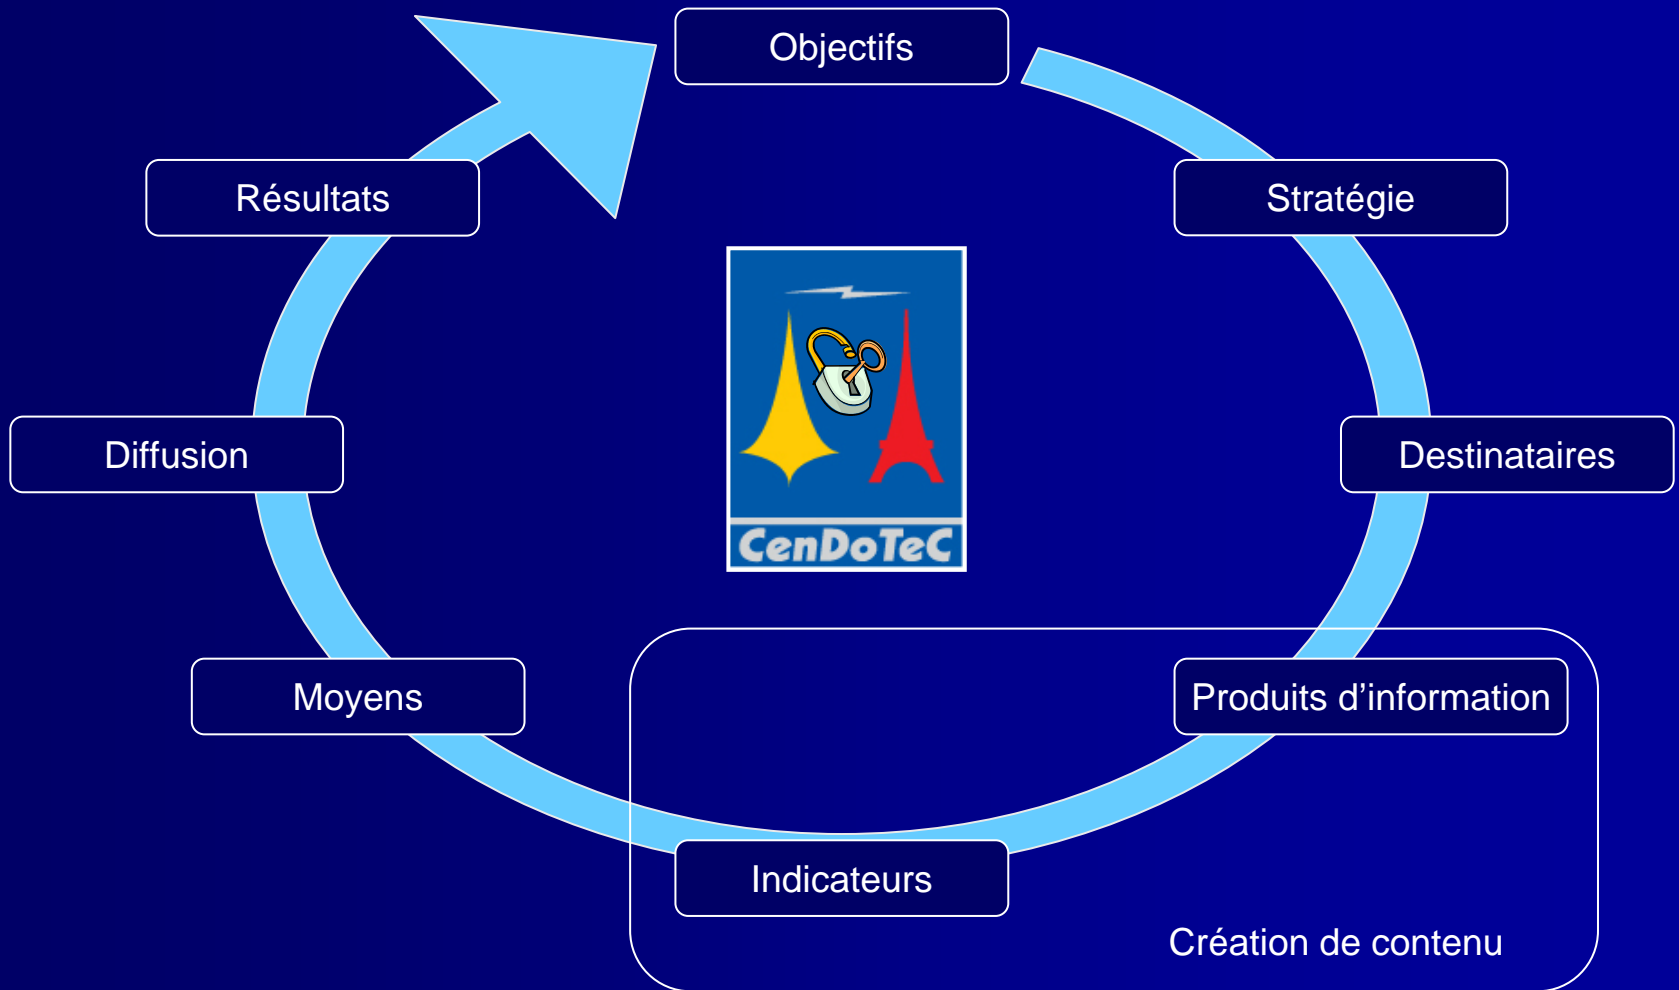 Objectifs
Résultats
Stratégie
CenDoTeC
Diffusion
Destinataires
Moyens
Produits d’information
Indicateurs
Création de contenu